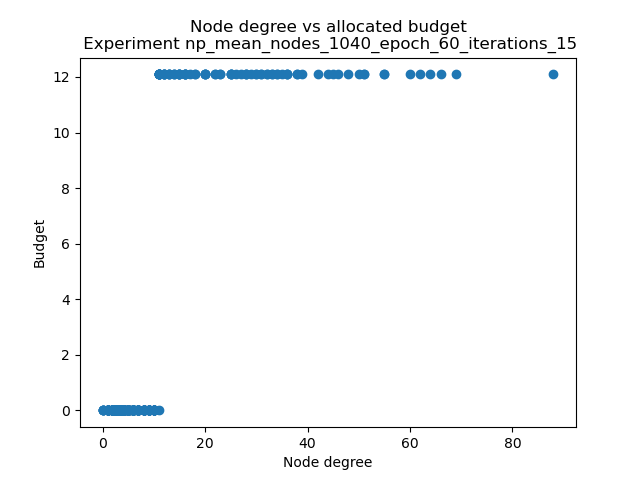 Node degree vs allocated budget
Experiment np_mean_nodes_1040_epoch_60_iterations_15
12
10
8
6
4
2
0
Budget
0 20 40 60 80
Node degree